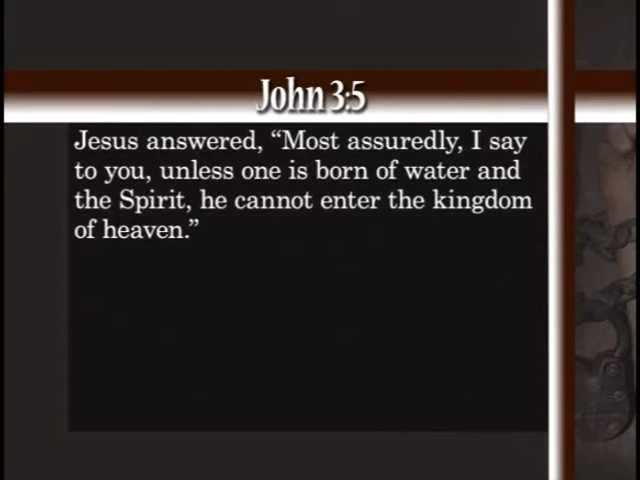 John 3:5
Jesus answered, “Most assuredly, I say
to you, unless one is born of water and
the Spirit, he cannot enter the kingdom
of heaven.”